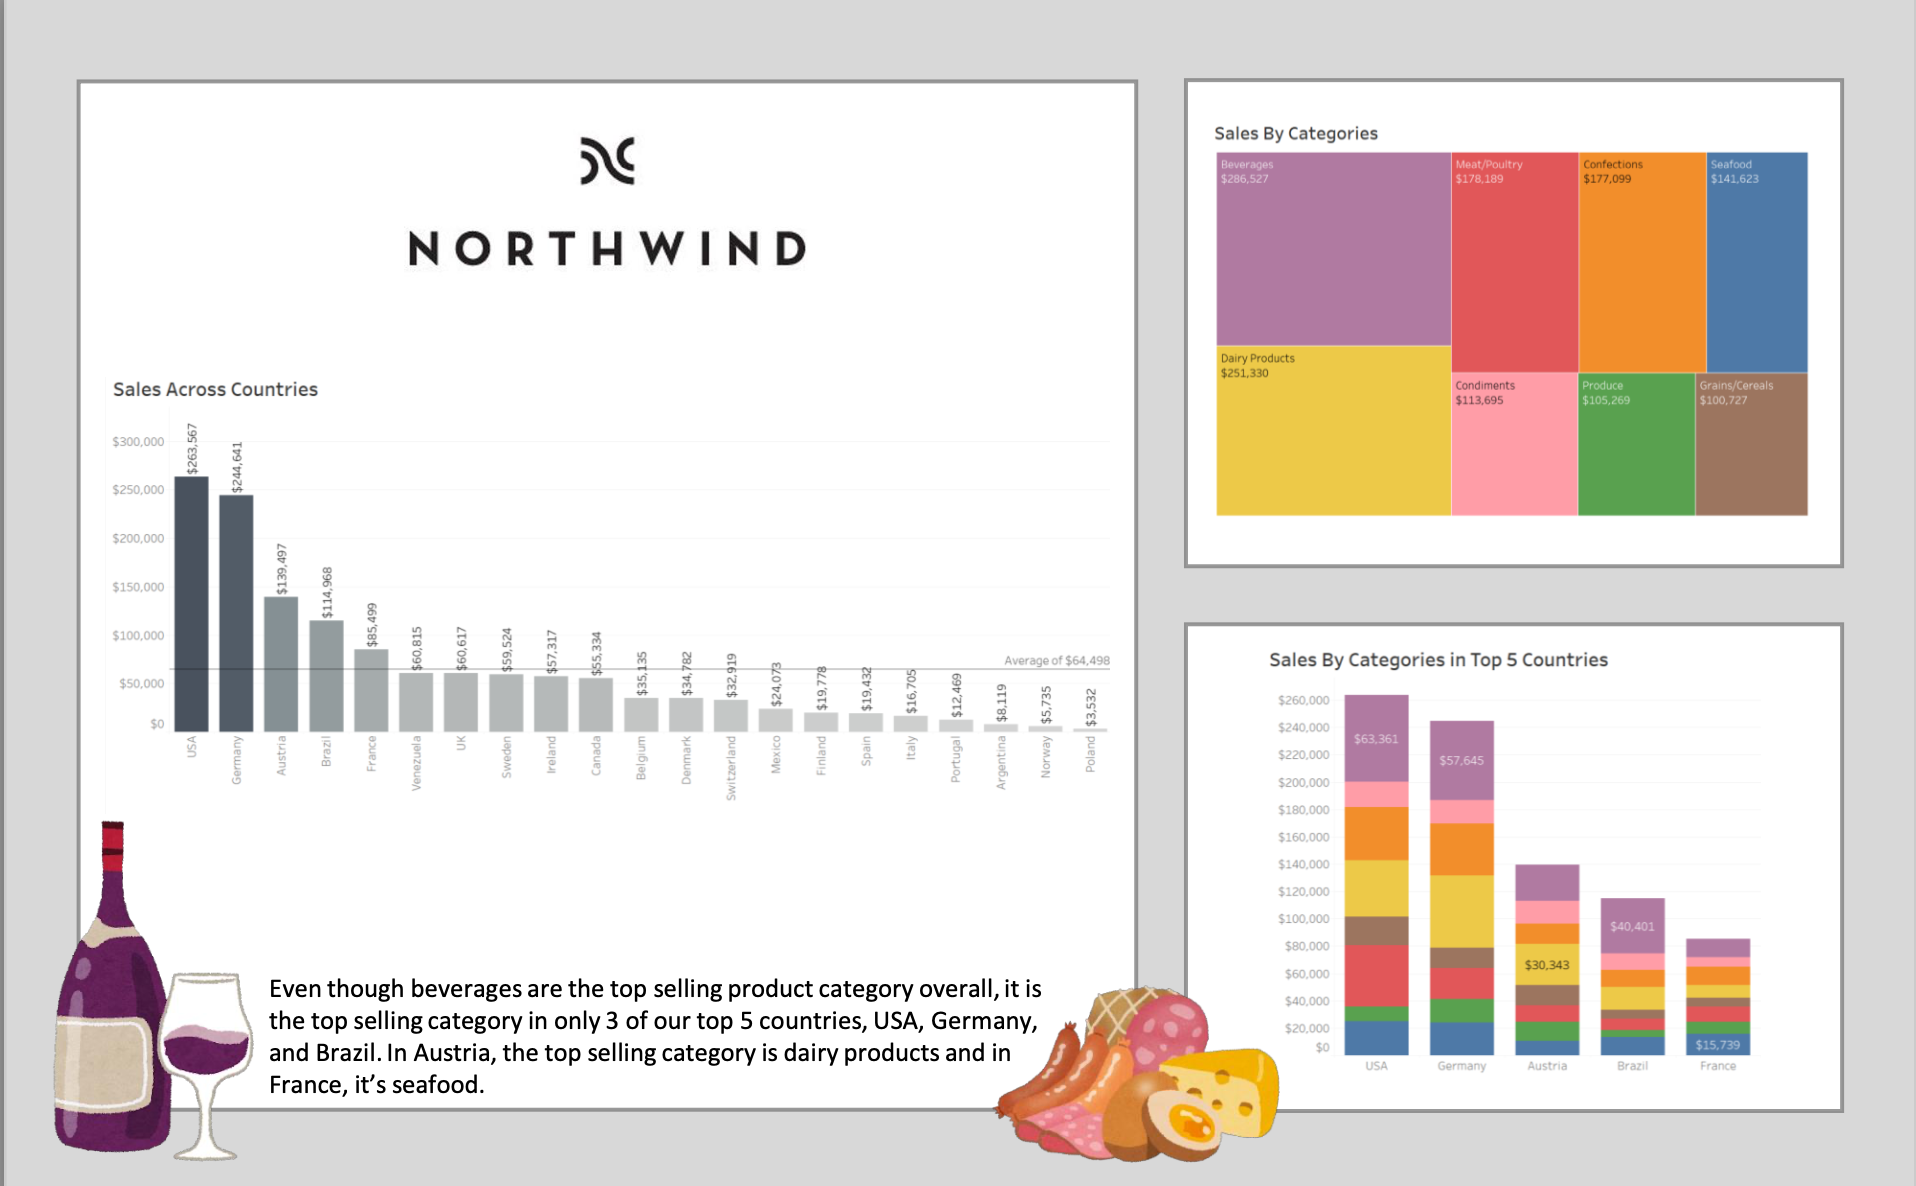 NORTHWIND
Sales Across Countries
$300,000
$250,000
$200,000
$150,000
$100,000
$50,000
$0
$263,567
$244,641
$139,497
$114,968
$85,499
$60,815
$60,617
$59,524
$57,317
$55,334
$35,135
$34,782
$32,919
$24,073
$19,778
$19,432
$16,705
$12,469
$8,119
$5,735
$3,532
Average of $64,498
USA
Germany
Austria
Brazil
France
Venezuela
UK
Sweden
Ireland
Canada
Belgium
Denmark
Switzerland
Mexico
Finland
Spain
Italy
Portugal
Argentina
Norway
Poland
Even though beverages are the top selling product category overall, it is
the top selling category in only 3 of our top 5 countries, USA, Germany,
and Brazil. In Austria, the top selling category is dairy products and in
France, it’s seafood.
Sales By Categories
Beverages
$286,527
Meat/Poultry
$178,189
Confections
$177,099
Seafood
$141,623
Dairy Products
$251,330
Condiments
$113,695
Produce
$105,269
Grains/Cereals
$100,727
Sales By Categories in Top 5 Countries
$260,000
$240,000
$220,000
$200,000
$180,000
$160,000
$140,000
$120,000
$100,000
$80,000
$60,000
$40,000
$20,000
$0
$63,361
$57,645
$30,343
$40,401
$15,739
USA
Germany
Austria
Brazil
France